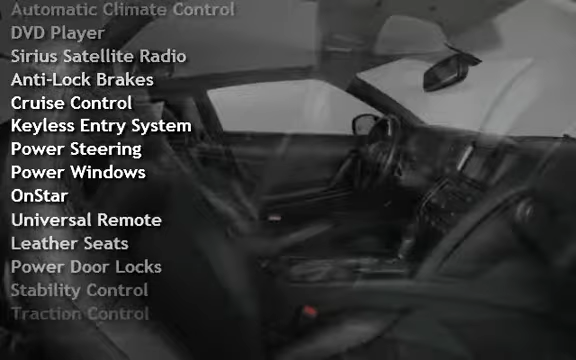 Automatic Climate Control
DVD Player
Sirius Satellite Radio
Anti-Lock Brakes
Cruise Control
Keyless Entry System
Power Steering
Power Windows
OnStar
Universal Remote
Leather Seats
Power Door Locks
Stability Control
Traction Control